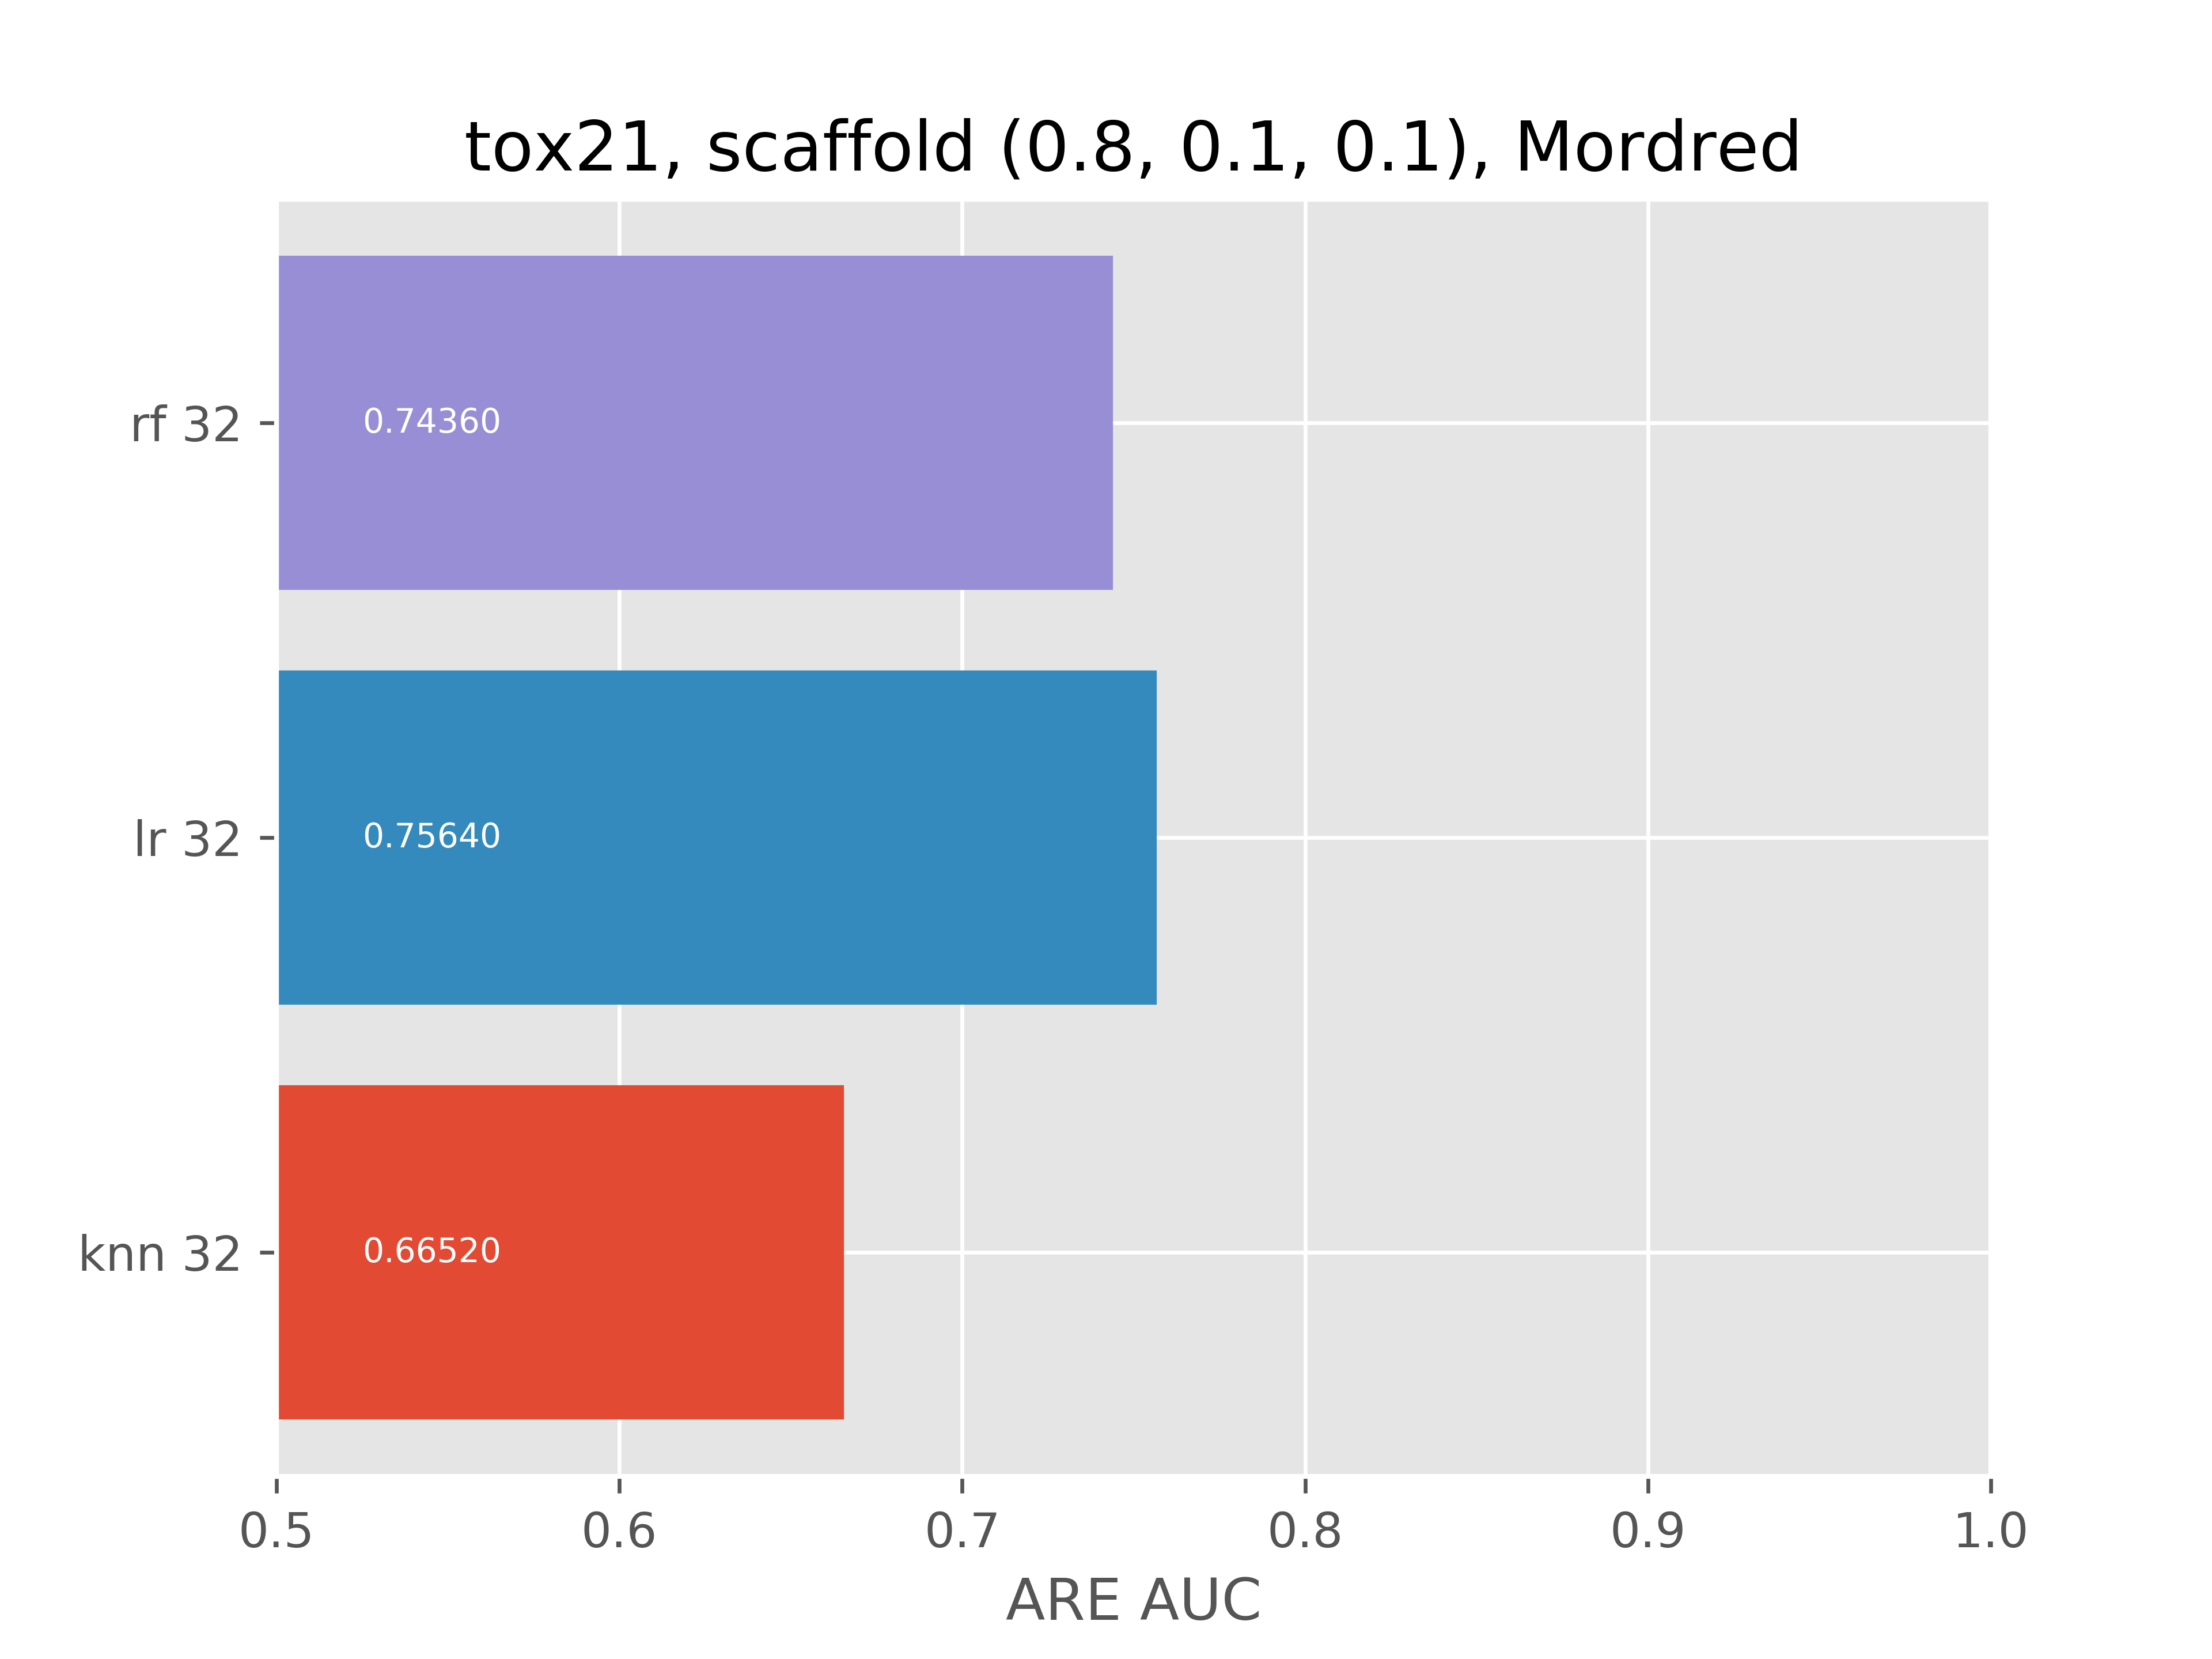 tox21, scaffold (0.8, 0.1, 0.1), Mordred
rf 32
0.74360
lr 32
0.75640
knn 32
0.66520
0.5 0.6 0.7 0.8 0.9 1.0
ARE AUC